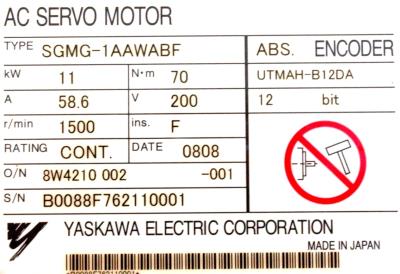 AC SERVO MOTOR
TYPE SGMG-1AAWABF
ABS. ENCODER
kW 11 N·m 70
UTMAH-B12DA
A 58.6 V 200
12 bit
r/min 1500 ins. F
RATING CONT. DATE 0808
O/N 8W4210 002 -001
S/N B0088F762110001
YASKAWA ELECTRIC CORPORATION
MADE IN JAPAN
*B0088F762110001*